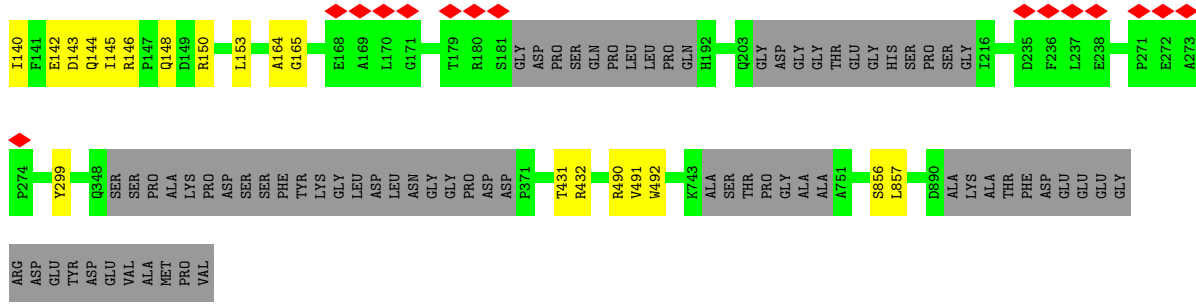 I140 F141 E142 D143 Q144 I145 R146 P147 Q148 D149 R150 L153 A164 G165 E168 A169 L170 G171 T179 R180 S181 GLY ASP PRO SER GLN PRO LEU LEU PRO GLN H192 Q203 GLY ASP GLY GLY THR GLU GLY HIS SER PRO SER GLY I216 D235 F236 L237 E238 P271 E272 A273
P274 Y299 Q348 SER SER PRO ALA LYS PRO ASP SER SER PHE TYR LYS GLY LEU ASP LEU ASN GLY GLY PRO ASP ASP P371 T431 R432 R490 V491 W492 K743 ALA SER THR PRO GLY ALA ALA A751 S856 L857 D890 ALA LYS ALA THR PHE ASP GLU GLU GLU GLY
ARG ASP GLU TYR ASP GLU VAL ALA MET PRO VAL